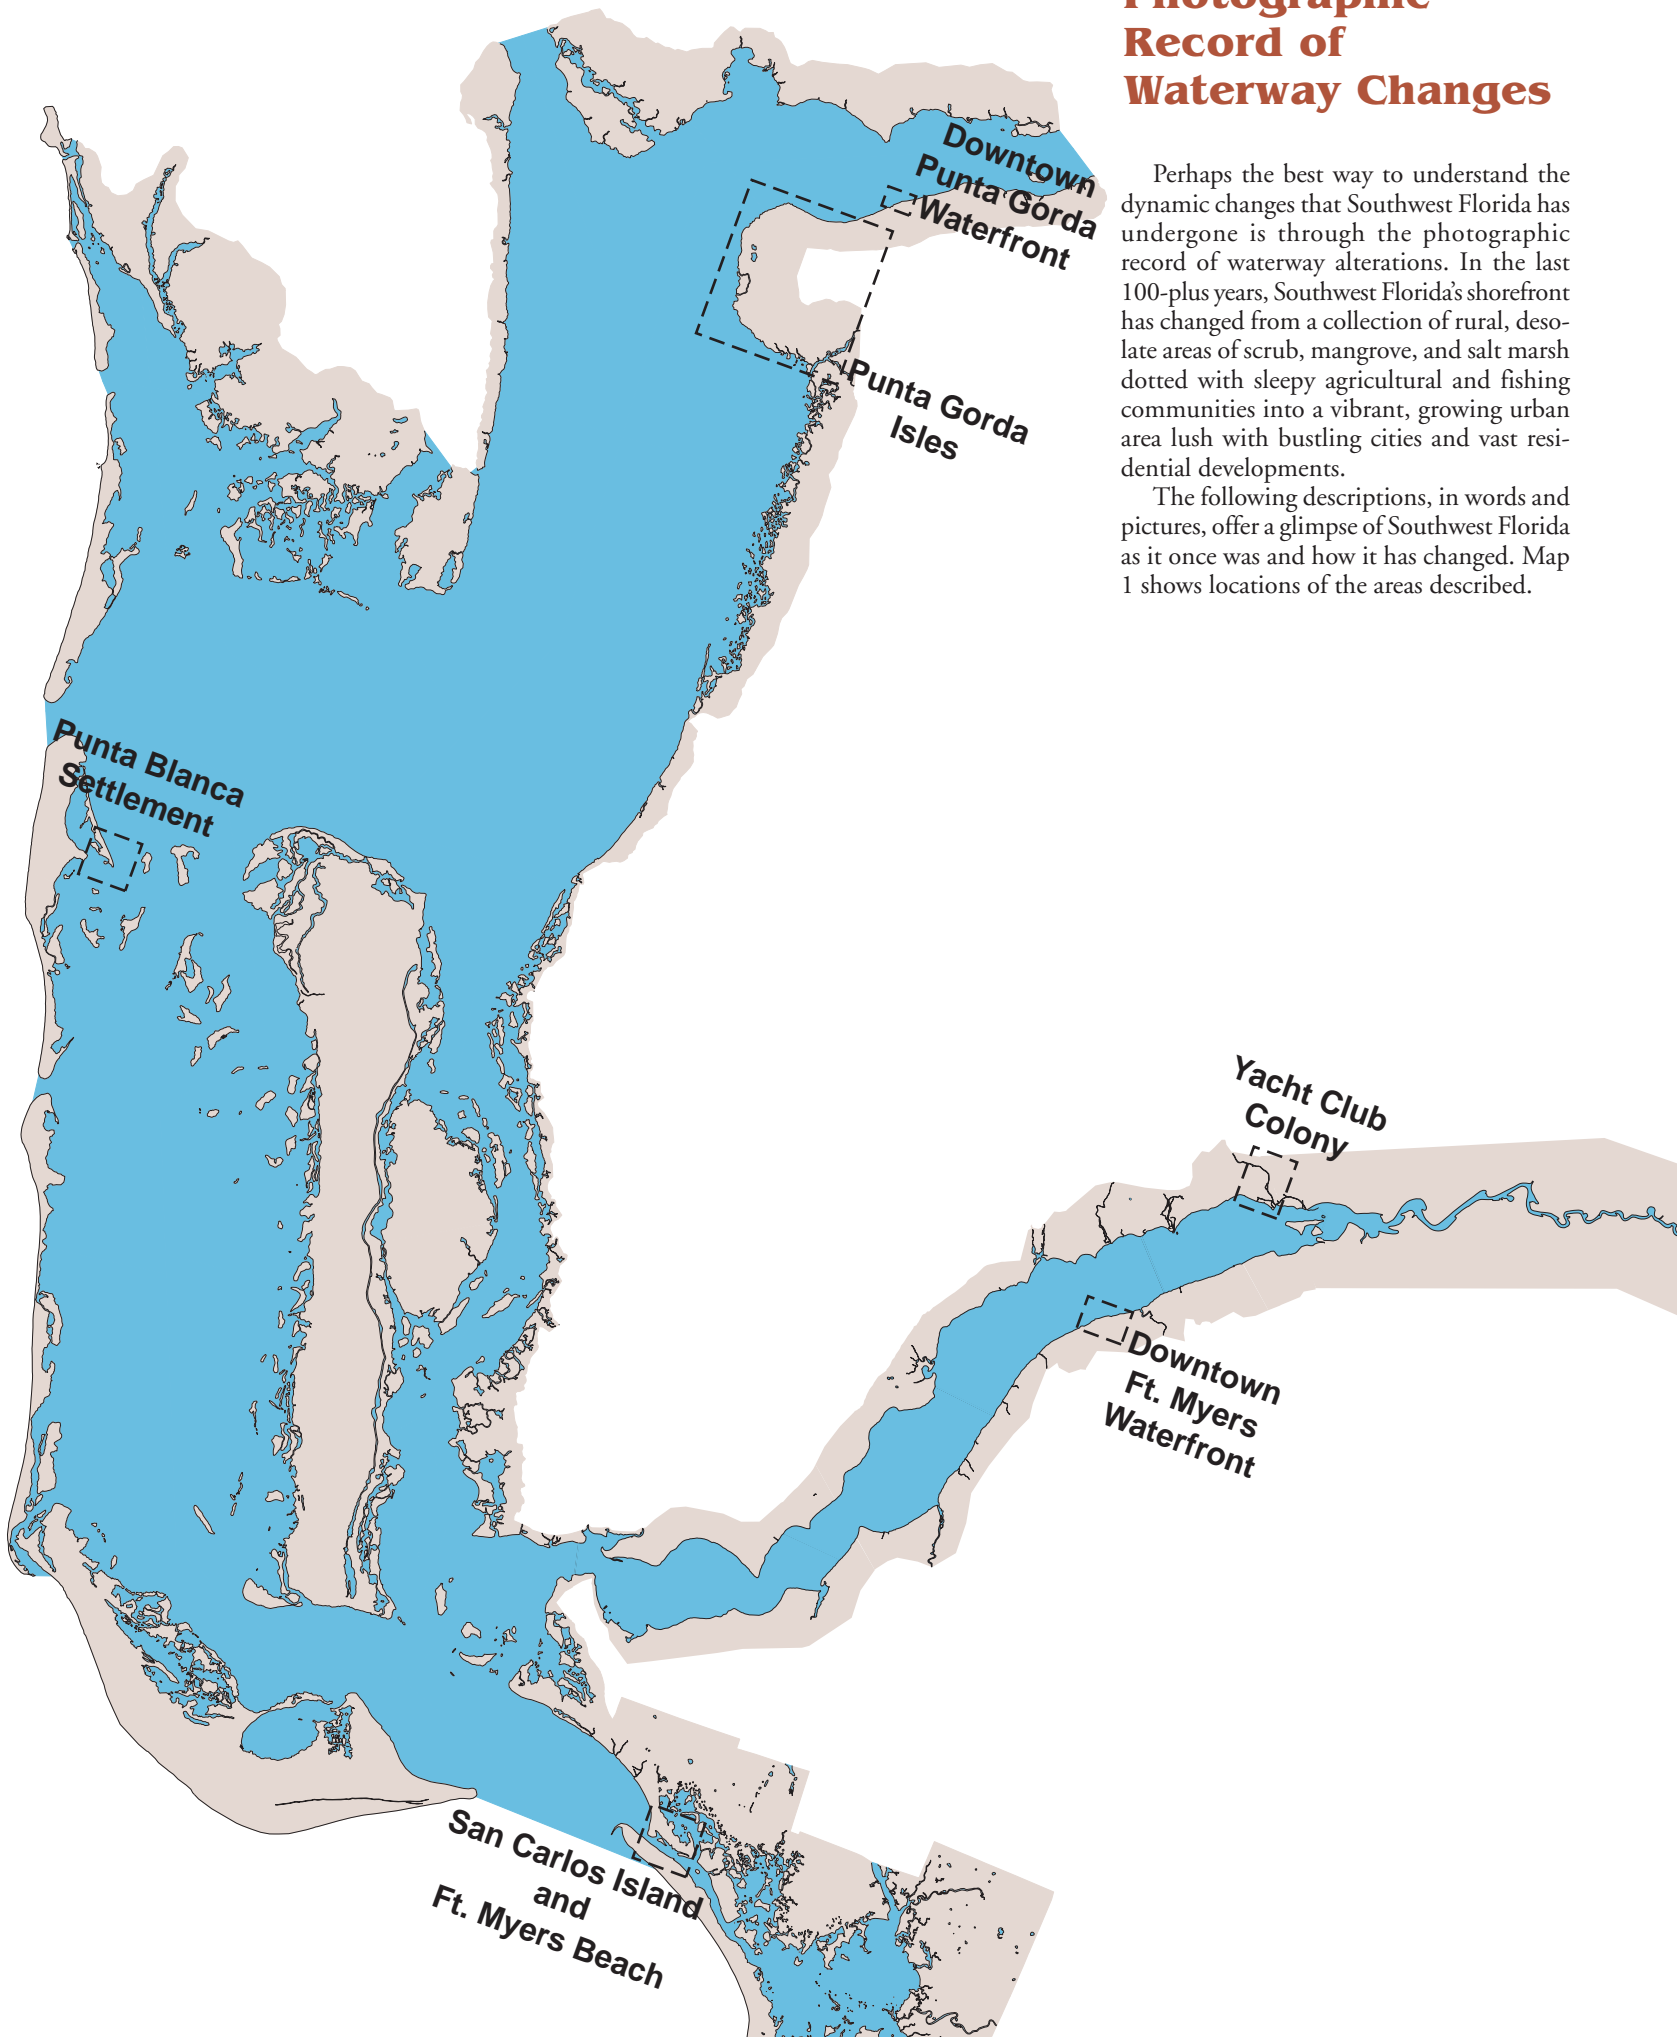 Photographic
Record of
Waterway Changes
Perhaps the best way to understand the
dynamic changes that Southwest Florida has
undergone is through the photographic
record of waterway alterations. In the last
100-plus years, Southwest Florida's shorefront
has changed from a collection of rural, deso-
late areas of scrub, mangrove, and salt marsh
dotted with sleepy agricultural and fishing
communities into a vibrant, growing urban
area lush with bustling cities and vast resi-
dential developments.
The following descriptions, in words and
pictures, offer a glimpse of Southwest Florida
as it once was and how it has changed. Map
1 shows locations of the areas described.
Downtown
Punta Gorda
Waterfront
Punta Gorda
Isles
Punta Blanca
Settlement
Yacht Club
Colony
Downtown
Ft. Myers
Waterfront
San Carlos Island
and
Ft. Myers Beach